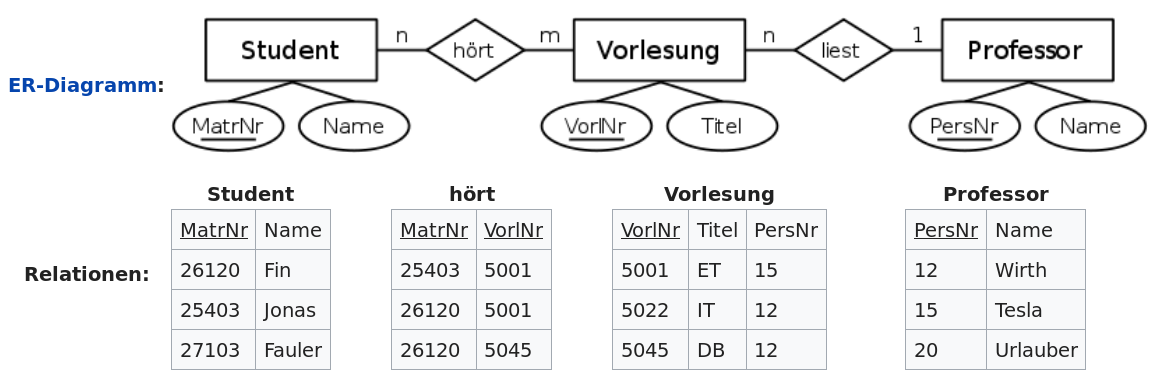 n m n 1
Student hört Vorlesung liest Professor
ER-Diagramm:
MatrNr Name VorlNr Titel PersNr Name
Student hört Vorlesung Professor
MatrNr Name MatrNr VorlNr VorlNr Titel PersNr PersNr Name
26120 Fin 25403 5001 5001 ET 15 12 Wirth
Relationen:
25403 Jonas 26120 5001 5022 IT 12 15 Tesla
27103 Fauler 26120 5045 5045 DB 12 20 Urlauber